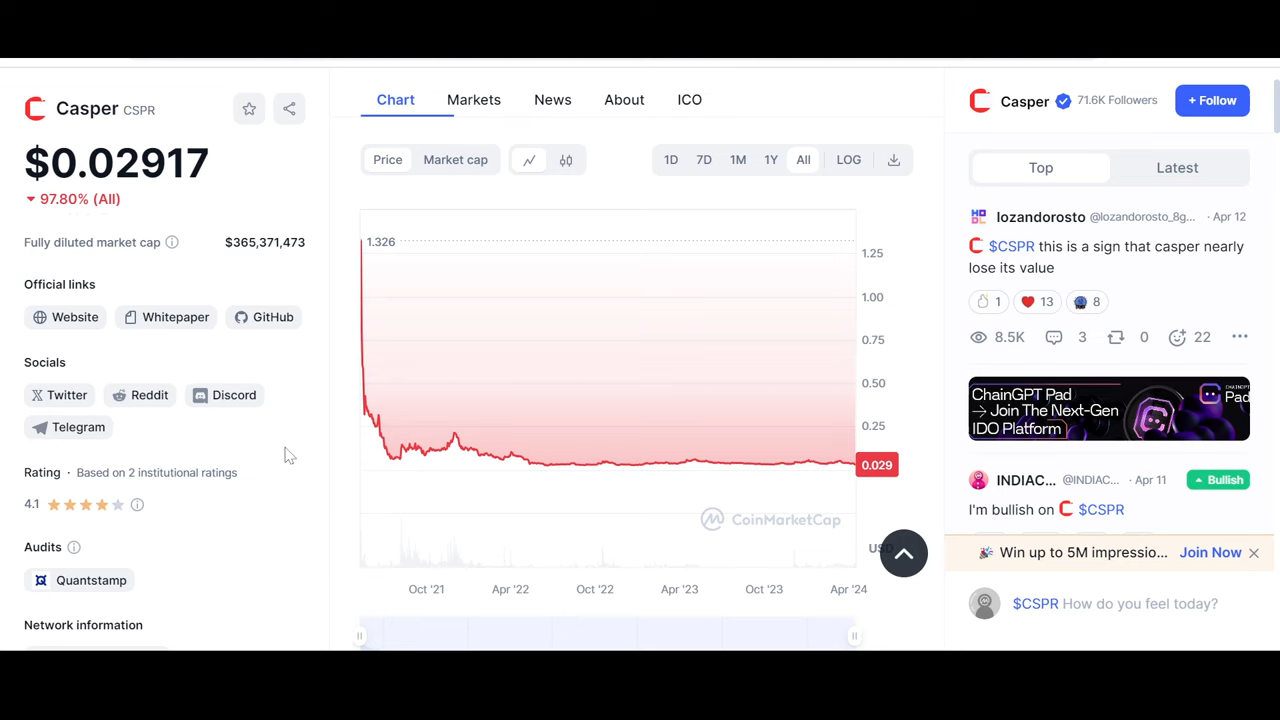 Casper CSPR
$0.02917
97.80% (All)
Fully diluted market cap $365,371,473
Official links
Website Whitepaper GitHub
Socials
Twitter Reddit Discord
Telegram
Rating · Based on 2 institutional ratings
4.1
Audits
Quantstamp
Network information
Chart Markets News About ICO
Price Market cap 1D 7D 1M 1Y All LOG
1.326
1.25
1.00
0.75
0.50
0.25
0.029
CoinMarketCap
USD
Oct '21 Apr '22 Oct '22 Apr '23 Oct '23 Apr '24
Casper 71.6K Followers + Follow
Top Latest
lozandorosto @lozandorosto_8g... · Apr 12
$CSPR this is a sign that casper nearly
lose its value
1 13 8
8.5K 3 0 22
ChainGPT Pad
→ Join The Next-Gen
IDO Platform
CHAINGPT
Pad
INDIAC... @INDIAC... · Apr 11 Bullish
I'm bullish on $CSPR
Win up to 5M impressio... Join Now
$CSPR How do you feel today?